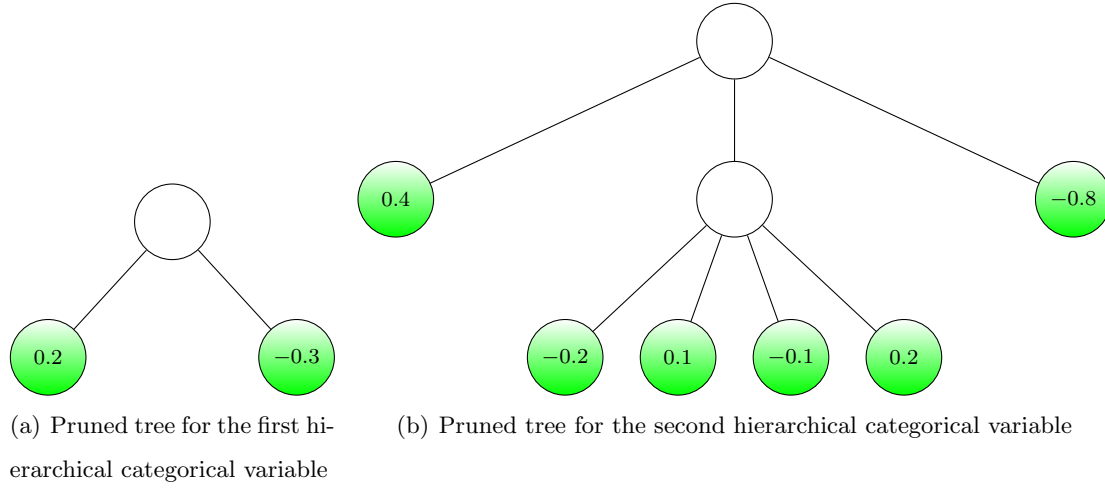 0.4
−0.8
0.2
−0.3
−0.2
0.1
−0.1
0.2
(a) Pruned tree for the first hi-
erarchical categorical variable
(b) Pruned tree for the second hierarchical categorical variable